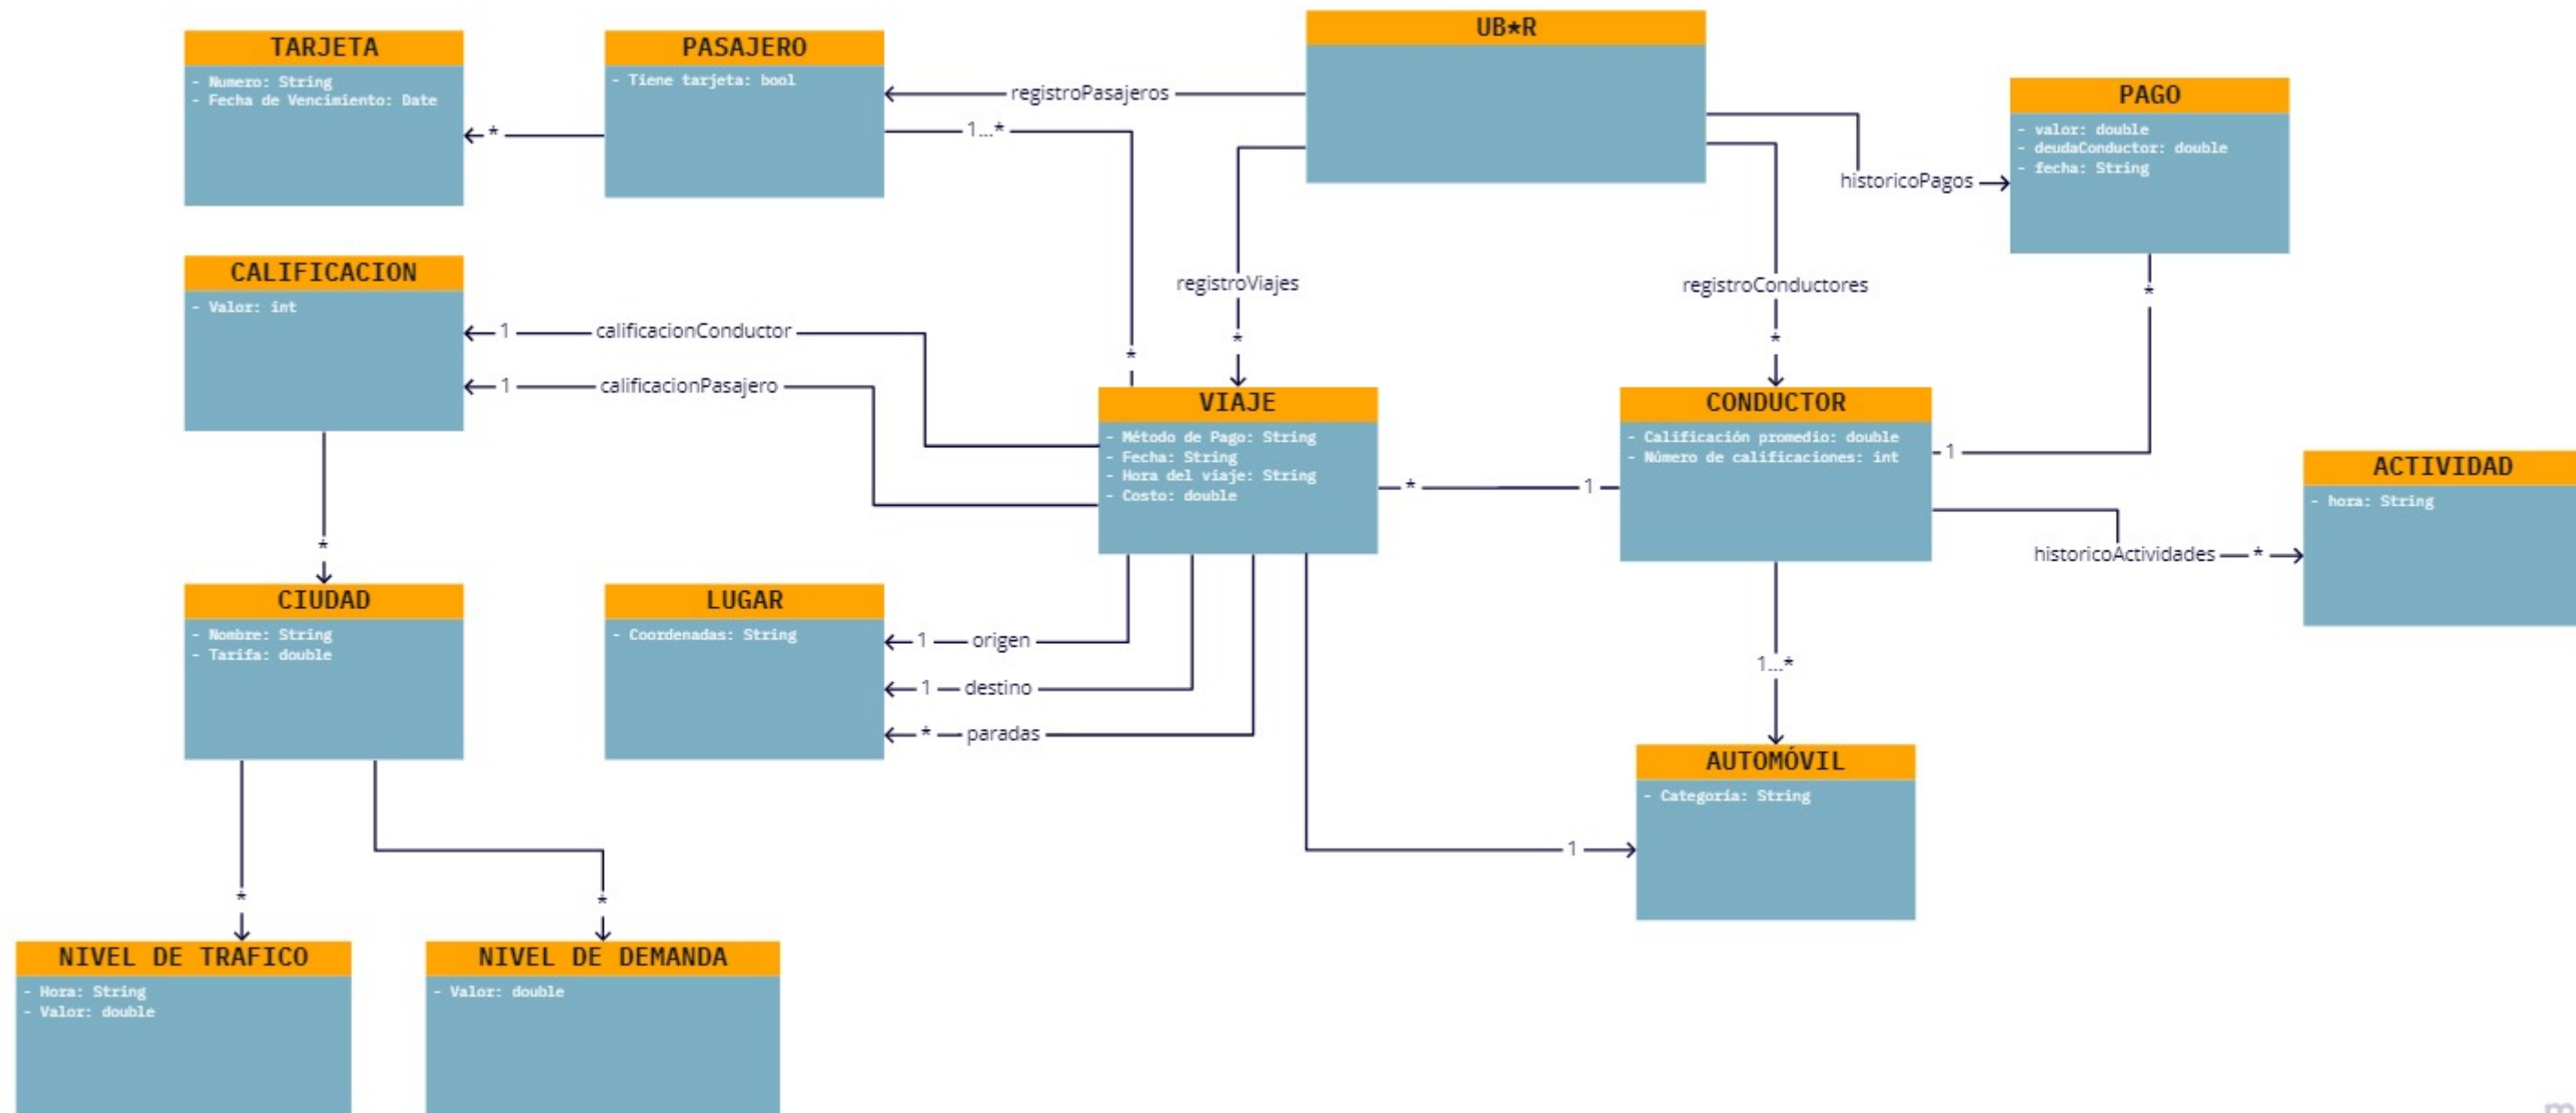 TARJETA
- Numero: String
- Fecha de Vencimiento: Date
*
PASAJERO
- Tiene tarjeta: bool
registroPasajeros
1...*
*
UB*R
registroViajes
*
registroConductores
*
historicoPagos
PAGO
- valor: double
- deudaConductor: double
- fecha: String
*
CALIFICACION
- Valor: int
1
calificacionConductor
1
calificacionPasajero
*
VIAJE
- Método de Pago: String
- Fecha: String
- Hora del viaje: String
- Costo: double
*
1
CONDUCTOR
- Calificación promedio: double
- Número de calificaciones: int
1
historicoActividades
*
ACTIVIDAD
- hora: String
CIUDAD
- Nombre: String
- Tarifa: double
LUGAR
- Coordenadas: String
1
origen
1
destino
*
paradas
1...*
AUTOMÓVIL
- Categoría: String
1
*
*
NIVEL DE TRAFICO
- Hora: String
- Valor: double
NIVEL DE DEMANDA
- Valor: double